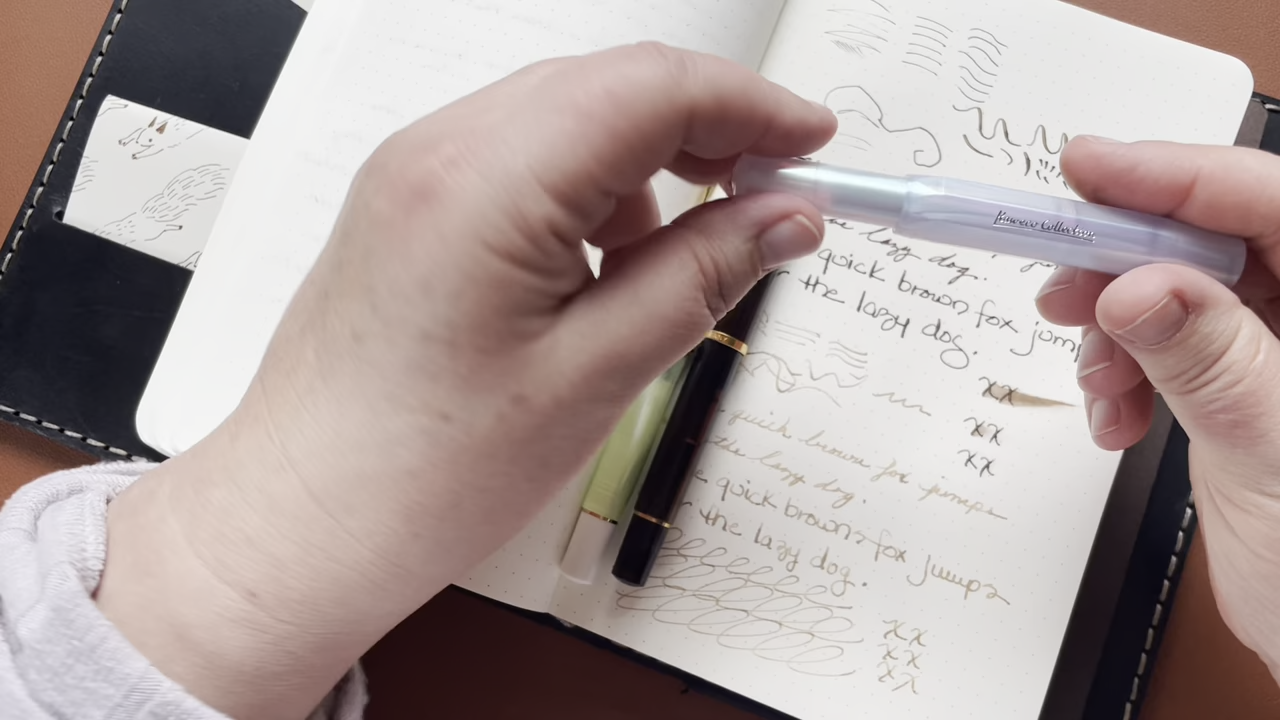 Kaweco Collection
lazy dog.
quick brown fox
the lazy dog.
xx
xx
xx
quick brown fox jumps
the lazy dog.
quick brown fox jumps
the lazy dog.
xx
xx
xx